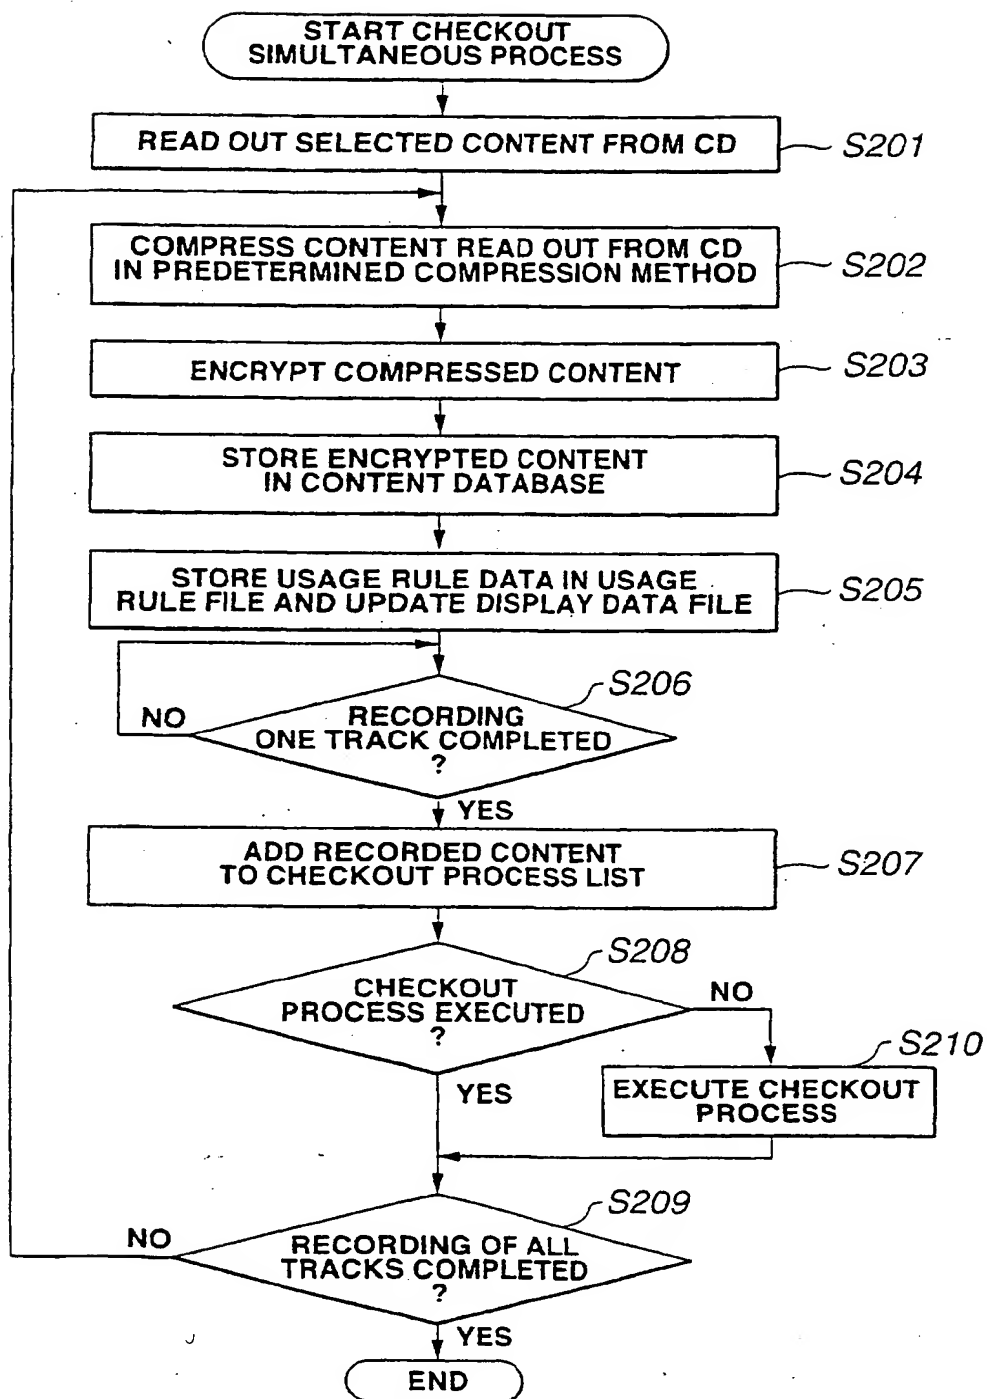 START CHECKOUT
SIMULTANEOUS PROCESS
READ OUT SELECTED CONTENT FROM CD
S201
COMPRESS CONTENT READ OUT FROM CD
IN PREDETERMINED COMPRESSION METHOD
S202
ENCRYPT COMPRESSED CONTENT
S203
STORE ENCRYPTED CONTENT
IN CONTENT DATABASE
S204
STORE USAGE RULE DATA IN USAGE
RULE FILE AND UPDATE DISPLAY DATA FILE
S205
S206
NO
RECORDING
ONE TRACK COMPLETED
?
YES
ADD RECORDED CONTENT
TO CHECKOUT PROCESS LIST
S207
S208
CHECKOUT
PROCESS EXECUTED
?
NO
S210
YES
EXECUTE CHECKOUT
PROCESS
S209
NO
RECORDING OF ALL
TRACKS COMPLETED
?
YES
END